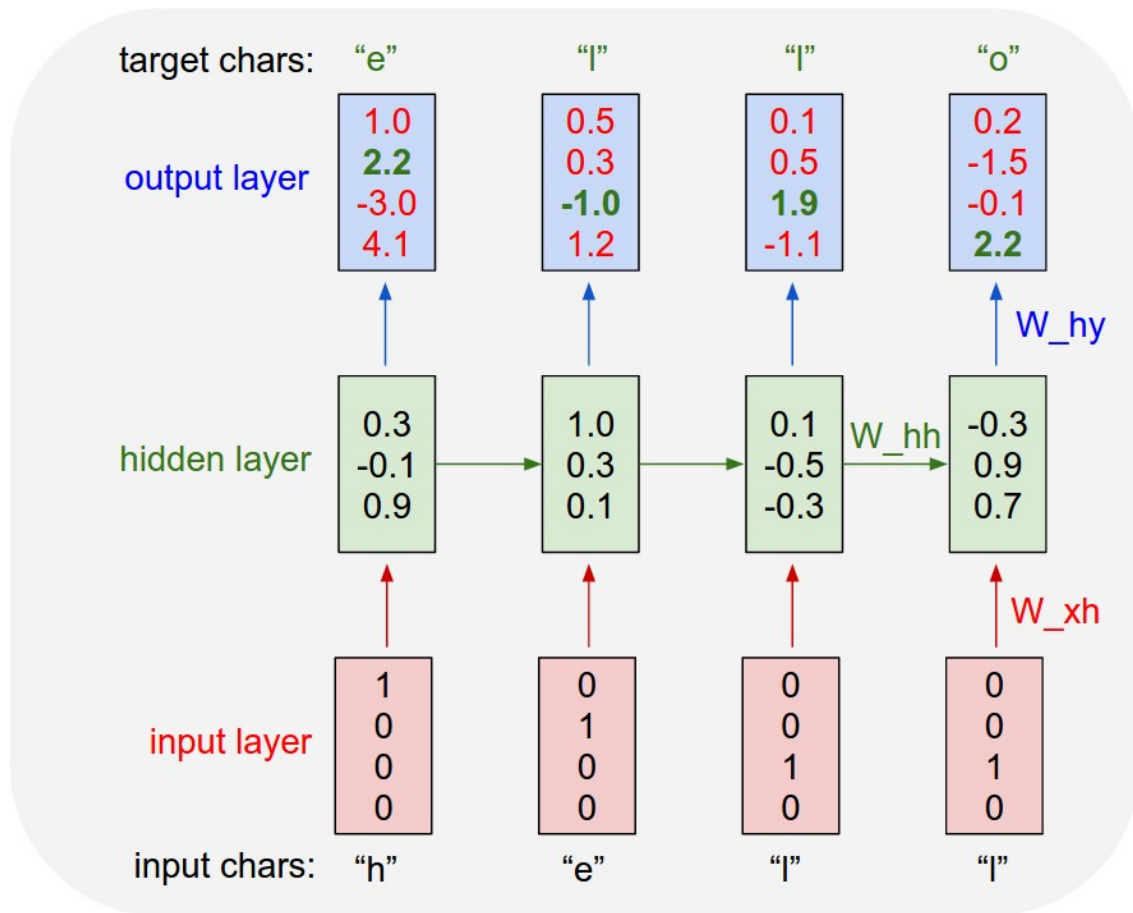 target chars: “e” “l” “l” “o”
output layer
1.0 0.5 0.1 0.2
2.2 0.3 0.5 -1.5
-3.0 -1.0 1.9 -0.1
4.1 1.2 -1.1 2.2
W_hy
hidden layer
0.3 1.0 0.1 -0.3
-0.1 0.3 -0.5 0.9
0.9 0.1 -0.3 0.7
W_hh
W_xh
input layer
1 0 0 0
0 1 0 0
0 0 1 1
0 0 0 0
input chars: “h” “e” “l” “l”